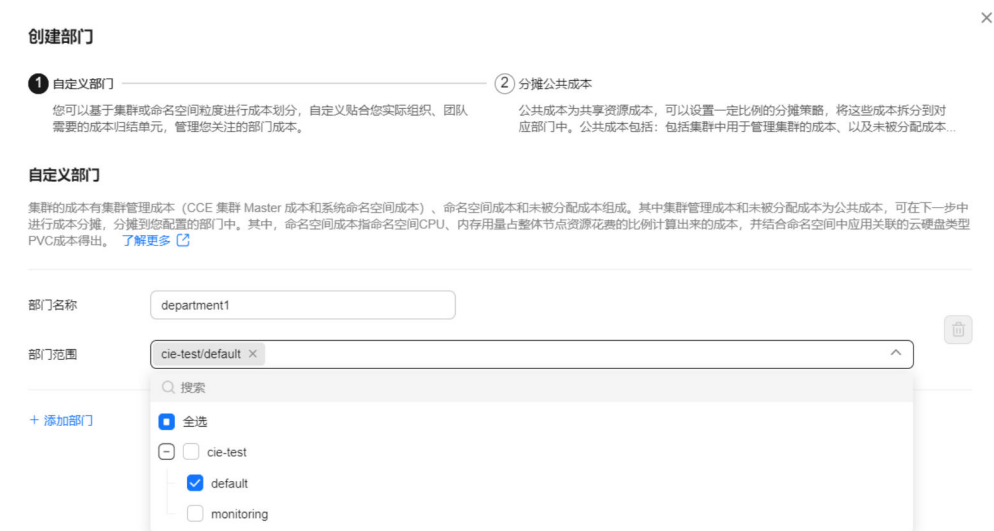 创建部门
1 自定义部门
2 分摊公共成本
您可以基于集群或命名空间粒度进行成本划分，自定义贴合您实际组织、团队
需要的成本归结单元，管理您关注的部门成本。
公共成本为共享资源成本，可以设置一定比例的分摊策略，将这些成本拆分到对
应部门中。公共成本包括：包括集群中用于管理集群的成本、以及未被分配成本...
自定义部门
集群的成本有集群管理成本（CCE 集群 Master 成本和系统命名空间成本）、命名空间成本和未被分配成本组成。其中集群管理成本和未被分配成本为公共成本，可在下一步中
进行成本分摊，分摊到您配置的部门中。其中，命名空间成本指命名空间CPU、内存用量占整体节点资源花费的比例计算出来的成本，并结合命名空间中应用关联的云硬盘类型
PVC成本得出。 了解更多
部门名称
department1
部门范围
cie-test/default ×
搜索
+ 添加部门
全选
cie-test
default
monitoring